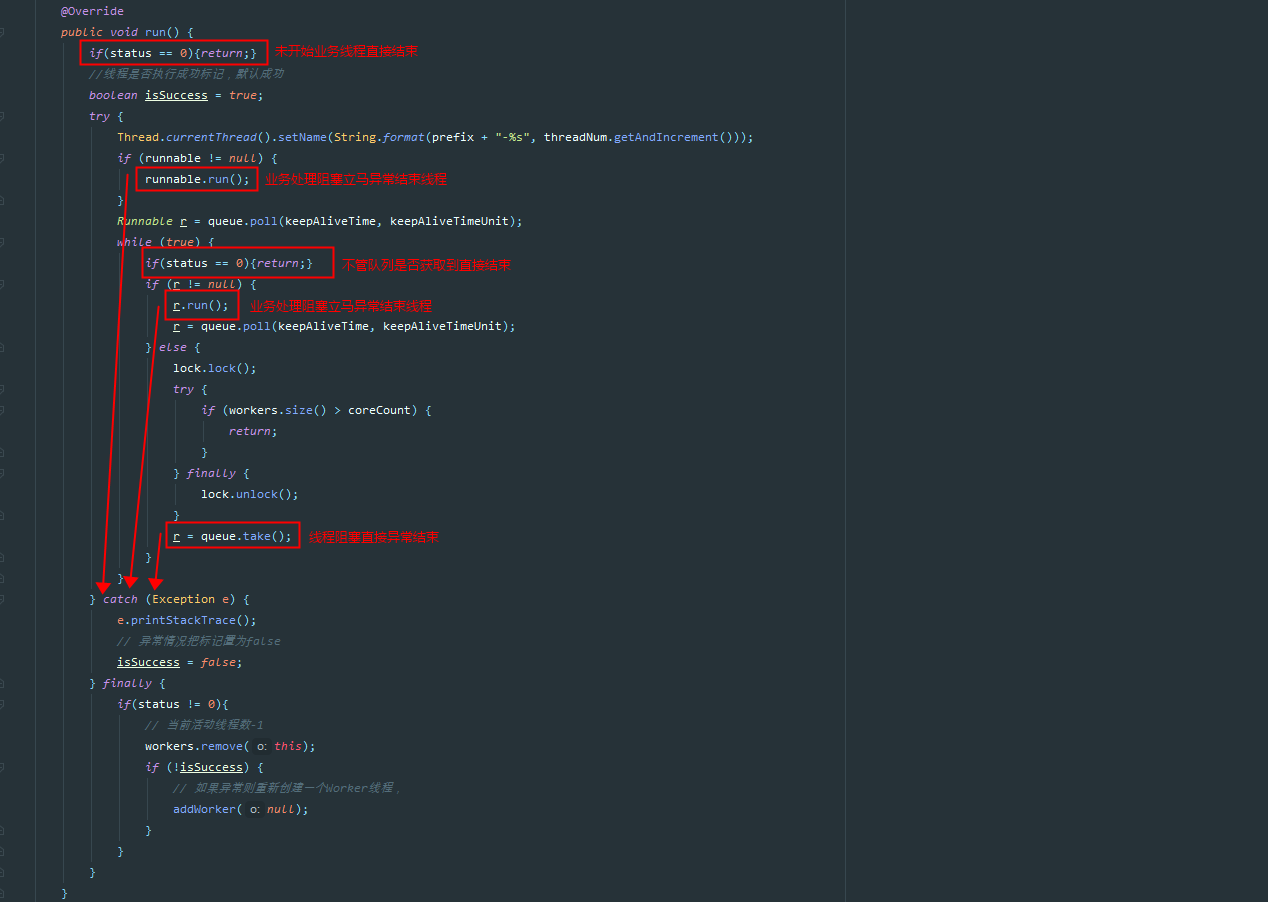 @Override
public void run() {
if(status == 0){return;} 未开始业务线程直接结束
//线程是否执行成功标记，默认成功
boolean isSuccess = true;
try {
Thread.currentThread().setName(String.format(prefix + "-%s", threadNum.getAndIncrement()));
if (runnable != null) {
runnable.run(); 业务处理阻塞立马异常结束线程
}
Runnable r = queue.poll(keepAliveTime, keepAliveTimeUnit);
while (true) {
if(status == 0){return;} 不管队列是否获取到直接结束
if (r != null) {
r.run(); 业务处理阻塞立马异常结束线程
r = queue.poll(keepAliveTime, keepAliveTimeUnit);
} else {
lock.lock();
try {
if (workers.size() > coreCount) {
return;
}
} finally {
lock.unlock();
}
r = queue.take(); 线程阻塞直接异常结束
}
}
} catch (Exception e) {
e.printStackTrace();
// 异常情况把标记置为false
isSuccess = false;
} finally {
if(status != 0){
// 当前活动线程数-1
workers.remove( o: this);
if (!isSuccess) {
// 如果异常则重新创建一个Worker线程，
addWorker( o: null);
}
}
}
}